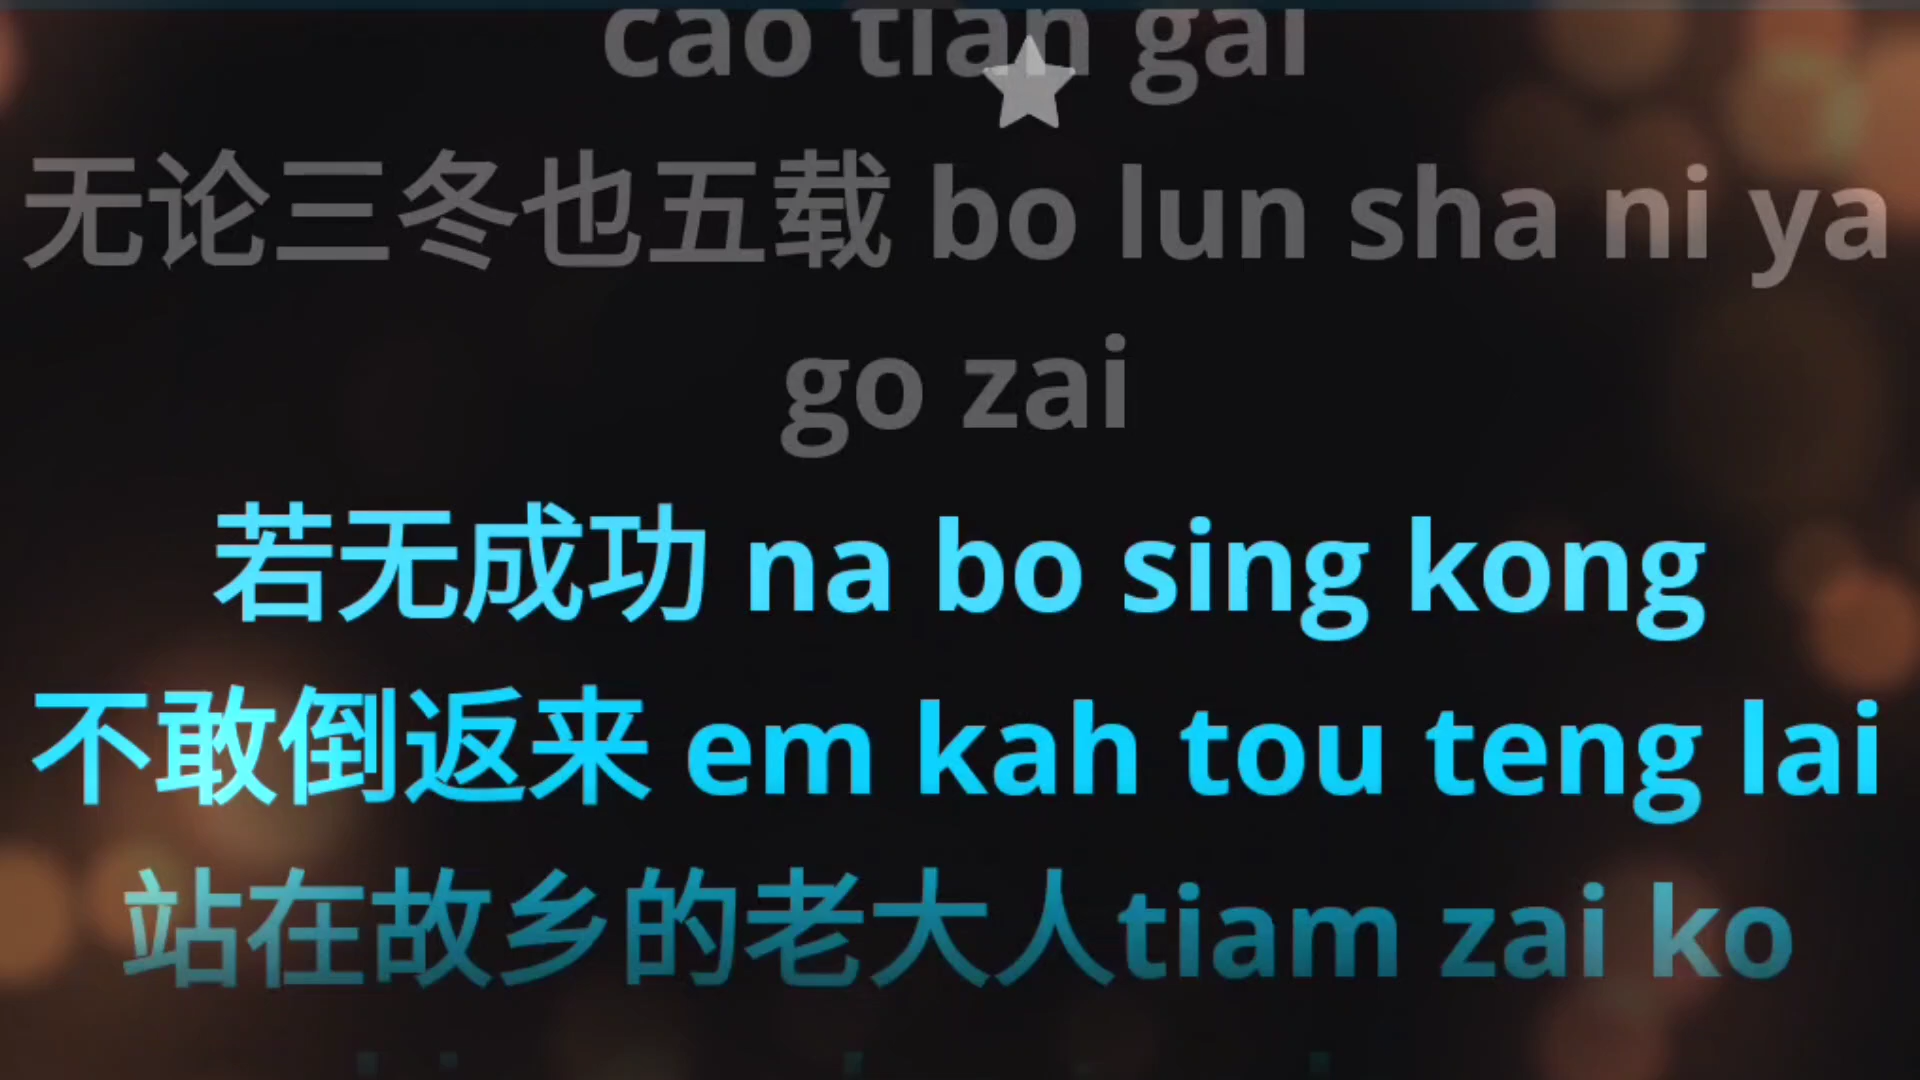 cao tian gai
无论三冬也五载 bo lun sha ni ya
go zai
若无成功 na bo sing kong
不敢倒返来 em kah tou teng lai
站在故乡的老大人tiam zai ko